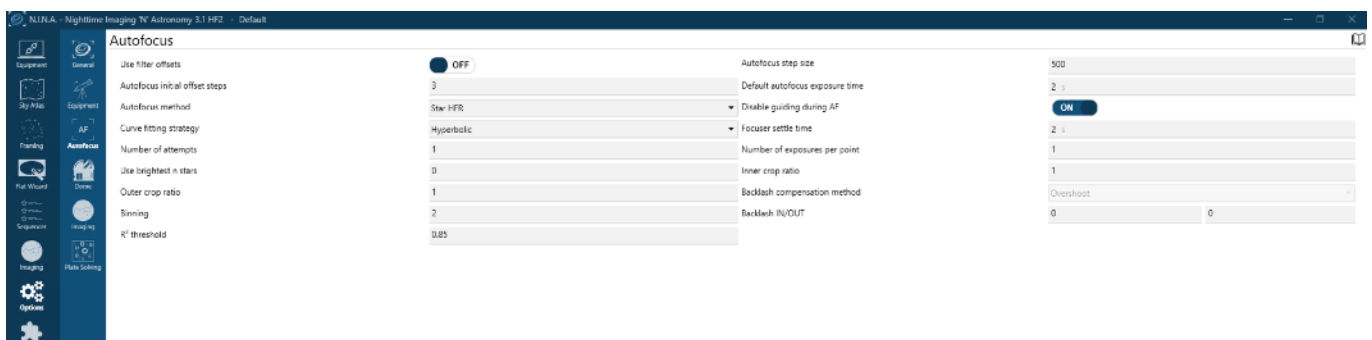 N.I.N.A. - Nighttime Imaging 'N' Astronomy 3.1 HF2 - Default
Equipment
Sky Atlas
Framing
Flat Wizard
Sequencer
Imaging
Options
General
Equipment
AF
Autofocus
Dome
Imaging
Plate Solving
Autofocus
Use filter offsets OFF Autofocus step size 500
Autofocus initial offset steps 3 Default autofocus exposure time 2 s
Autofocus method Star HFR Disable guiding during AF ON
Curve fitting strategy Hyperbolic Focuser settle time 2 s
Number of attempts 1 Number of exposures per point 1
Use brightest n stars 0 Inner crop ratio 1
Outer crop ratio 1 Backlash compensation method Overshoot
Binning 2 Backlash IN/OUT 0 0
R² threshold 0.85